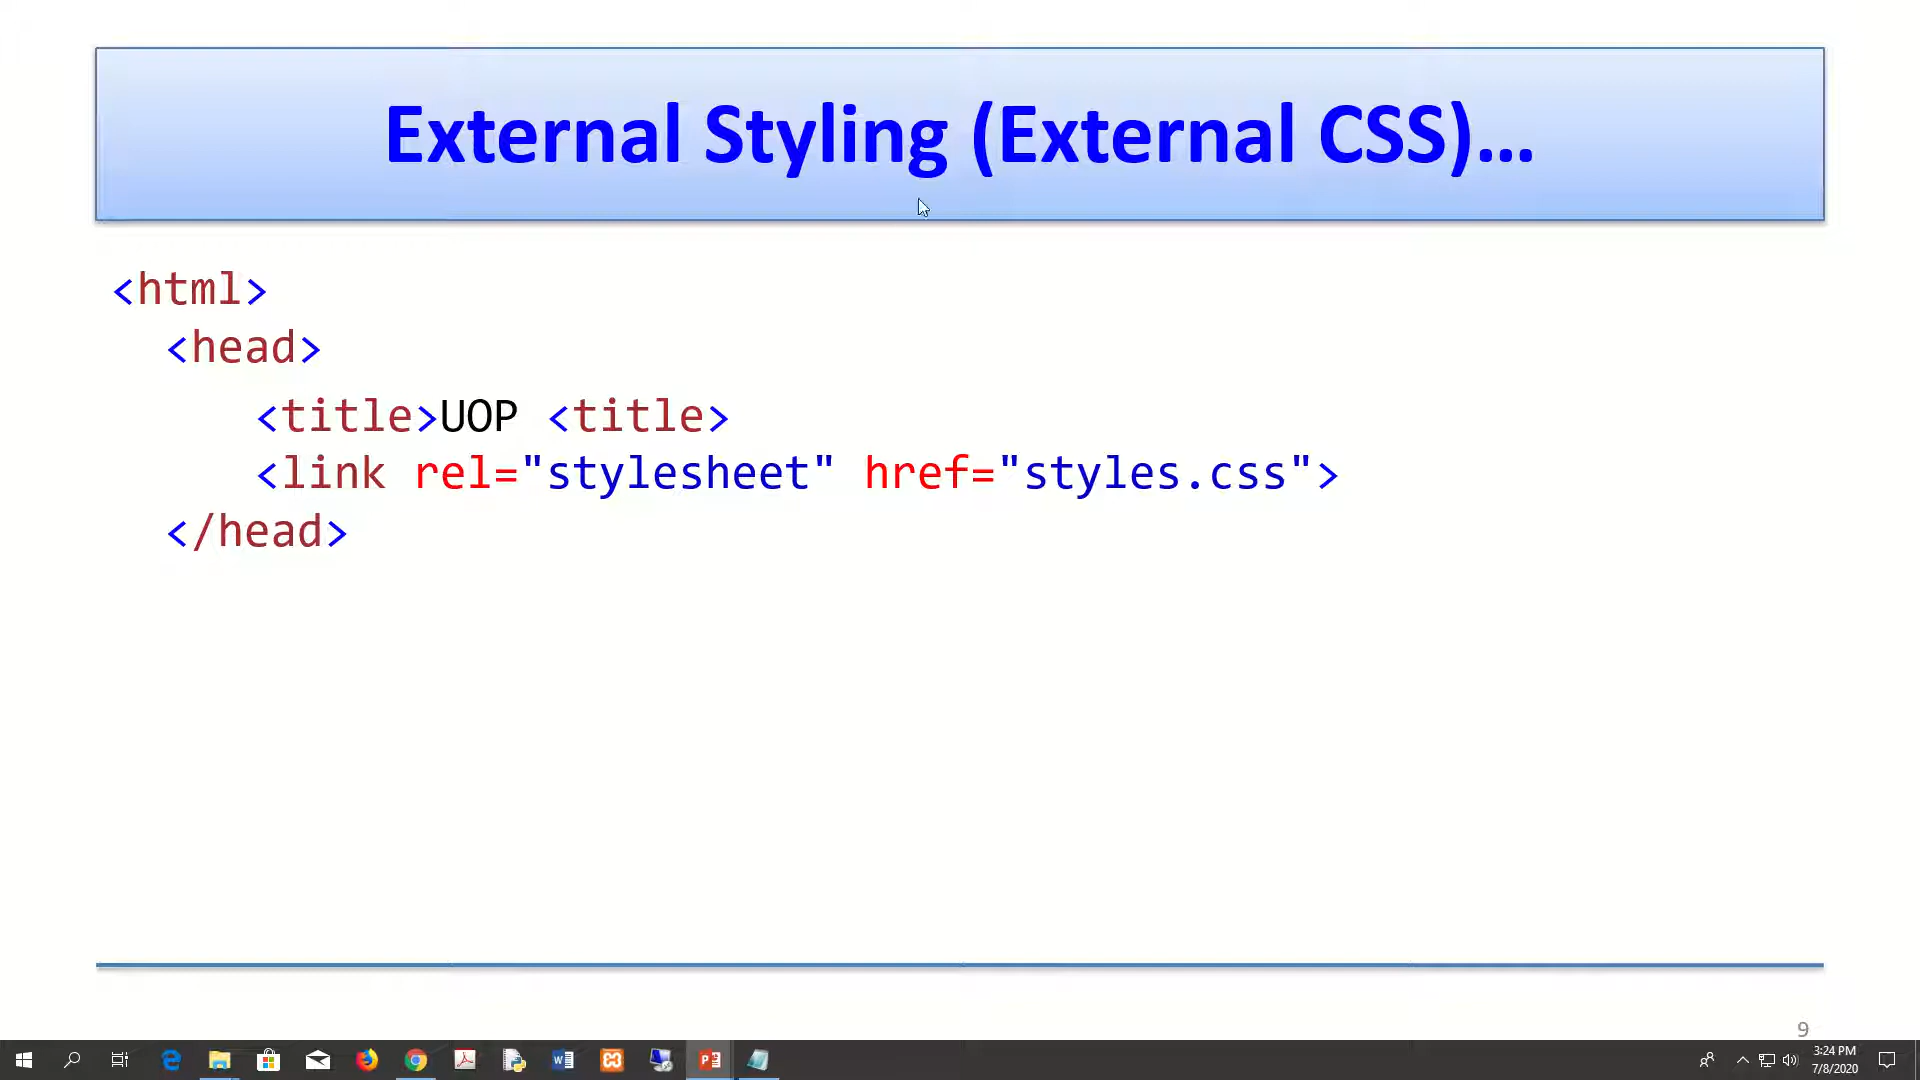 External Styling (External CSS)...
<html>
<head>
<title>UOP <title>
<link rel="stylesheet" href="styles.css">
</head>
9
3:24 PM
7/8/2020